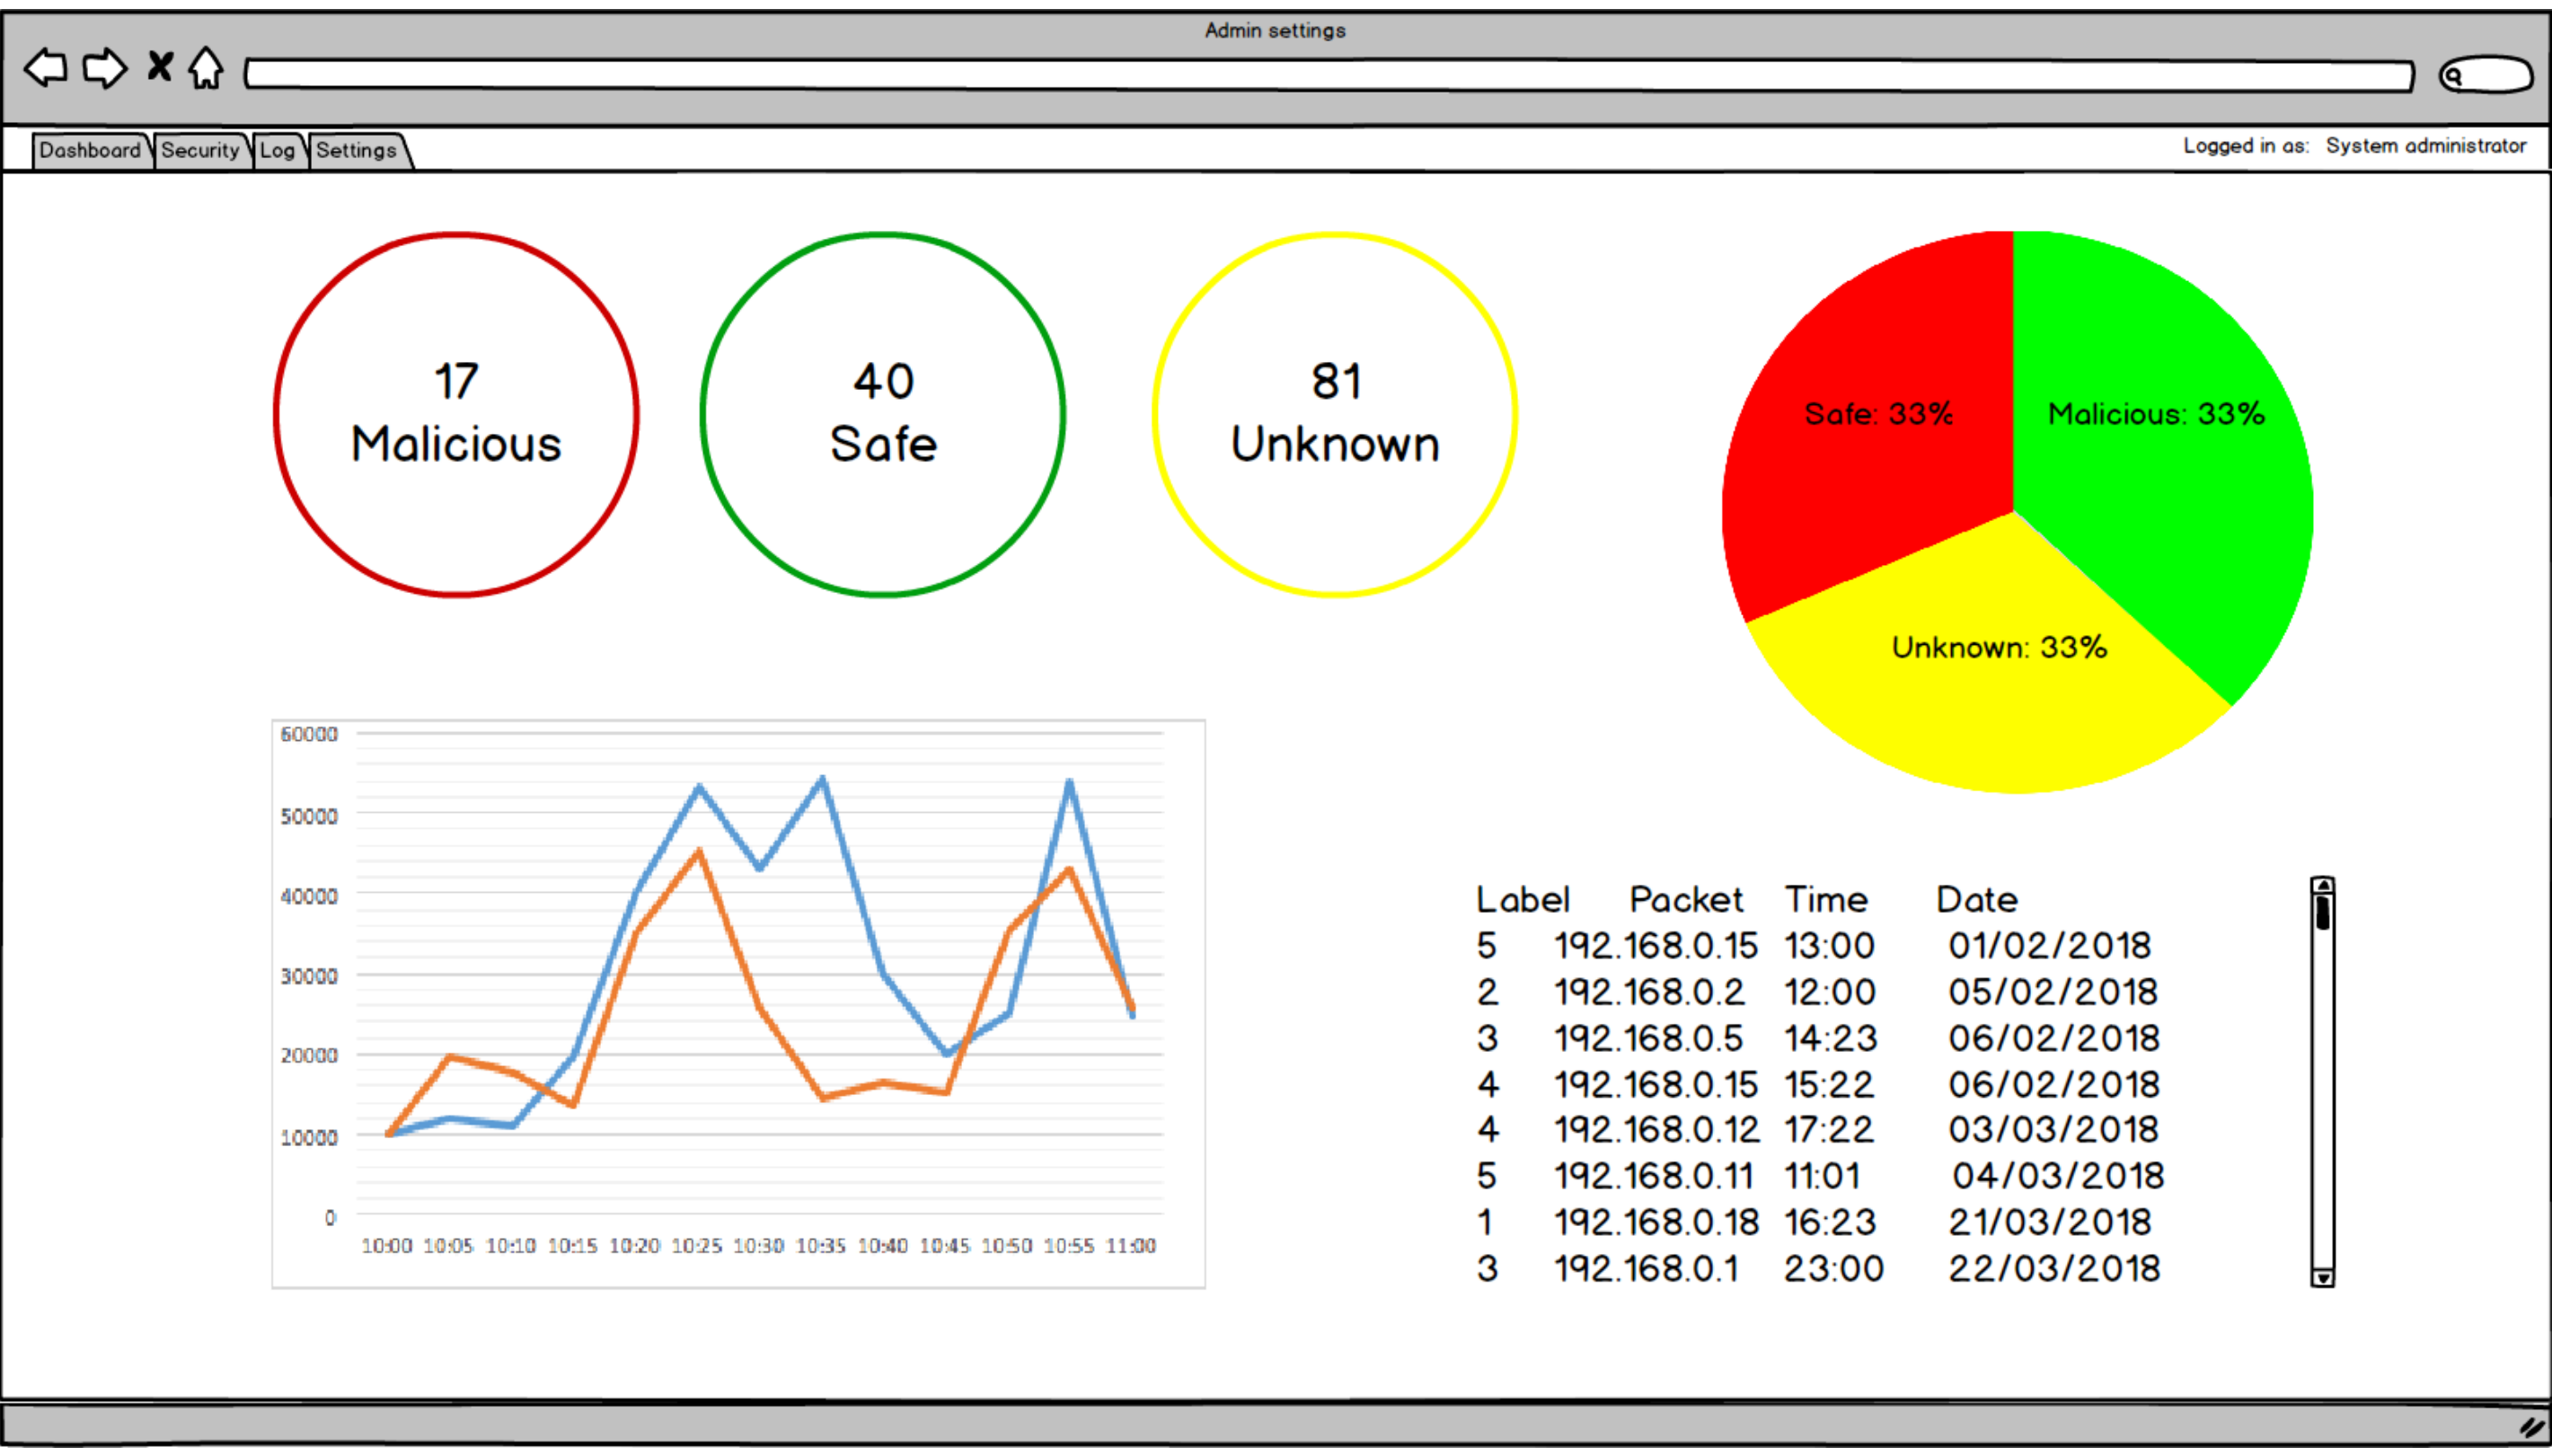 Admin settings
Dashboard Security Log Settings
Logged in as: System administrator
17
Malicious
40
Safe
81
Unknown
Safe: 33%
Malicious: 33%
Unknown: 33%
60000
50000
40000
30000
20000
10000
0
10:00 10:05 10:10 10:15 10:20 10:25 10:30 10:35 10:40 10:45 10:50 10:55 11:00
Label Packet Time Date
5 192.168.0.15 13:00 01/02/2018
2 192.168.0.2 12:00 05/02/2018
3 192.168.0.5 14:23 06/02/2018
4 192.168.0.15 15:22 06/02/2018
4 192.168.0.12 17:22 03/03/2018
5 192.168.0.11 11:01 04/03/2018
1 192.168.0.18 16:23 21/03/2018
3 192.168.0.1 23:00 22/03/2018